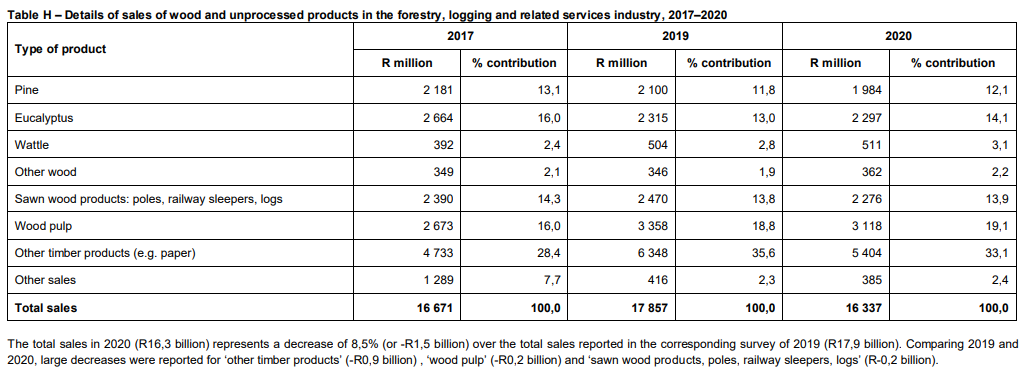 Table H – Details of sales of wood and unprocessed products in the forestry, logging and related services industry, 2017–2020
Type of product 2017 2019 2020
R million % contribution R million % contribution R million % contribution
Pine 2 181 13,1 2 100 11,8 1 984 12,1
Eucalyptus 2 664 16,0 2 315 13,0 2 297 14,1
Wattle 392 2,4 504 2,8 511 3,1
Other wood 349 2,1 346 1,9 362 2,2
Sawn wood products: poles, railway sleepers, logs 2 390 14,3 2 470 13,8 2 276 13,9
Wood pulp 2 673 16,0 3 358 18,8 3 118 19,1
Other timber products (e.g. paper) 4 733 28,4 6 348 35,6 5 404 33,1
Other sales 1 289 7,7 416 2,3 385 2,4
Total sales 16 671 100,0 17 857 100,0 16 337 100,0
The total sales in 2020 (R16,3 billion) represents a decrease of 8,5% (or -R1,5 billion) over the total sales reported in the corresponding survey of 2019 (R17,9 billion). Comparing 2019 and
2020, large decreases were reported for ‘other timber products’ (-R0,9 billion) , ‘wood pulp’ (-R0,2 billion) and ‘sawn wood products, poles, railway sleepers, logs’ (R-0,2 billion).